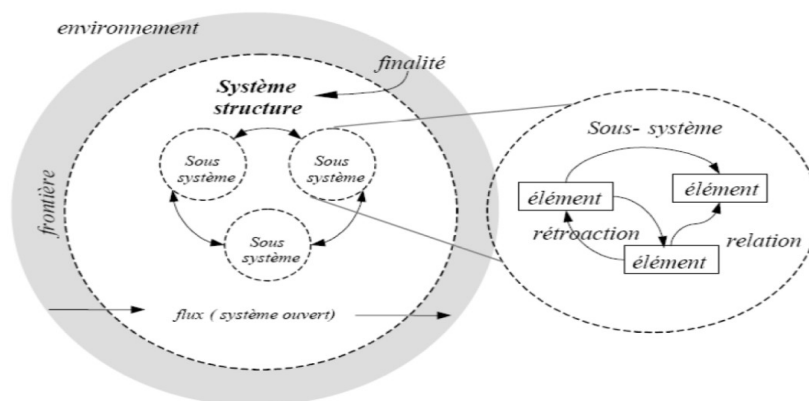 environnement
finalité
Système
structure
frontière
Sous
système
Sous
système
Sous
système
flux ( système ouvert)
Sous- système
élément
élément
rétroaction
relation
élément